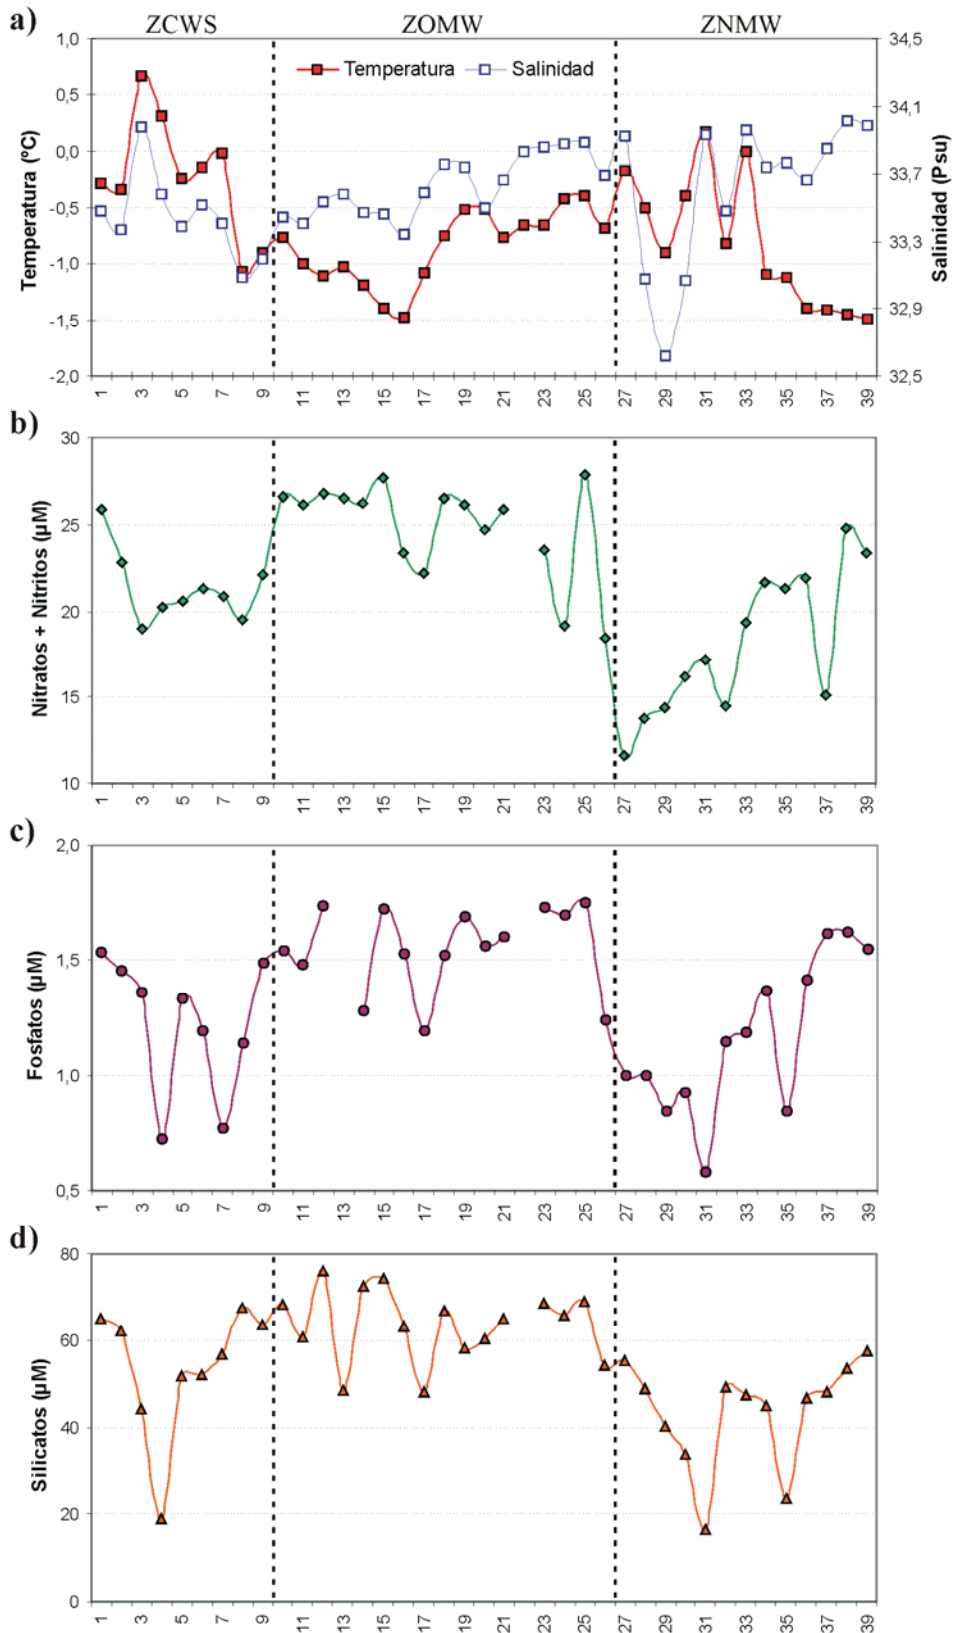 a)
ZCWS ZOMW ZNMW
Temperatura (ºC)
1,0
0,5
0,0
-0,5
-1,0
-1,5
-2,0
Temperatura Salinidad
34,5
34,1
33,7
33,3
32,9
32,5
Salinidad (Psu)
1 3 5 7 9 11 13 15 17 19 21 23 25 27 29 31 33 35 37 39
b)
Nitratos + Nitritos (µM)
30
25
20
15
10
1 3 5 7 9 11 13 15 17 19 21 23 25 27 29 31 33 35 37 39
c)
Fosfatos (µM)
2,0
1,5
1,0
0,5
1 3 5 7 9 11 13 15 17 19 21 23 25 27 29 31 33 35 37 39
d)
Silicatos (µM)
80
60
40
20
0
1 3 5 7 9 11 13 15 17 19 21 23 25 27 29 31 33 35 37 39